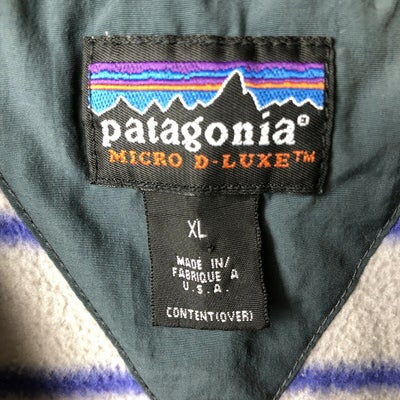 patagonia®
MICRO D-LUXE™
XL
MADE IN/
FABRIQUE A
U.S.A.
CONTENT(OVER)